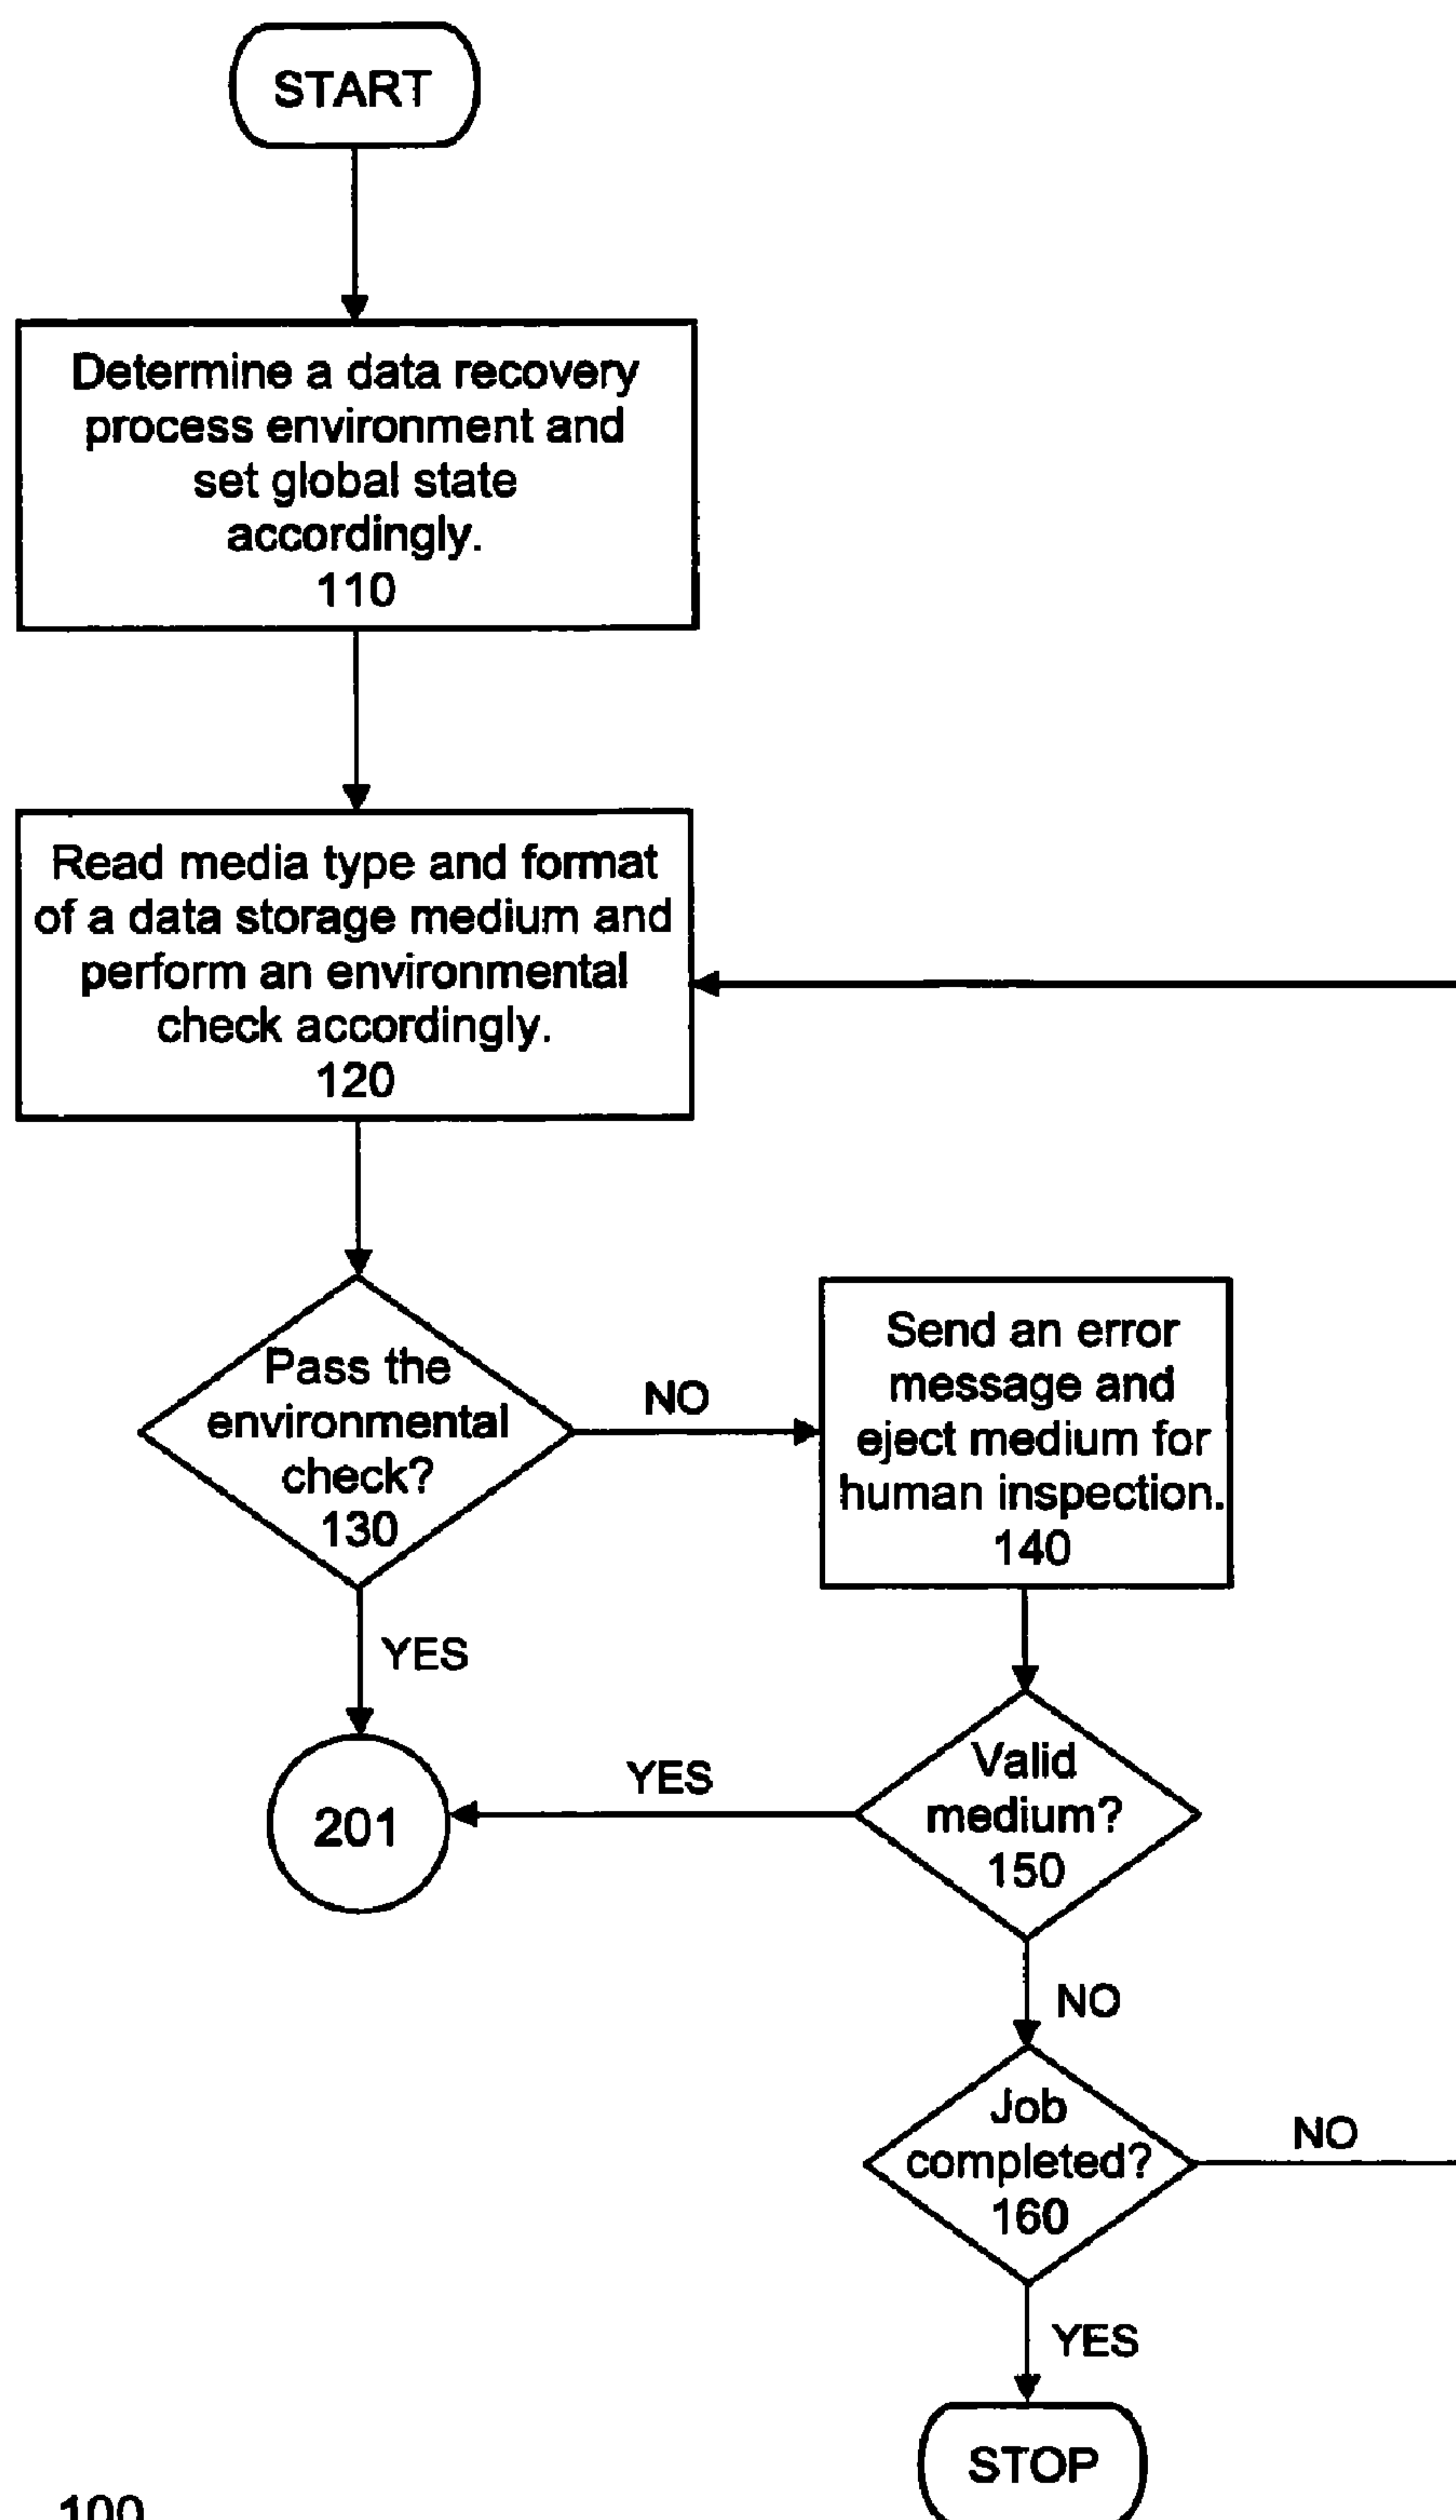 START
Determine a data recovery
process environment and
set global state
accordingly.
110
Read media type and format
of a data storage medium and
perform an environmental
check accordingly.
120
Pass the
environmental
check?
130
NO
Send an error
message and
eject medium for
human inspection.
140
YES
201
YES
Valid
medium?
150
NO
Job
completed?
160
NO
YES
STOP
100